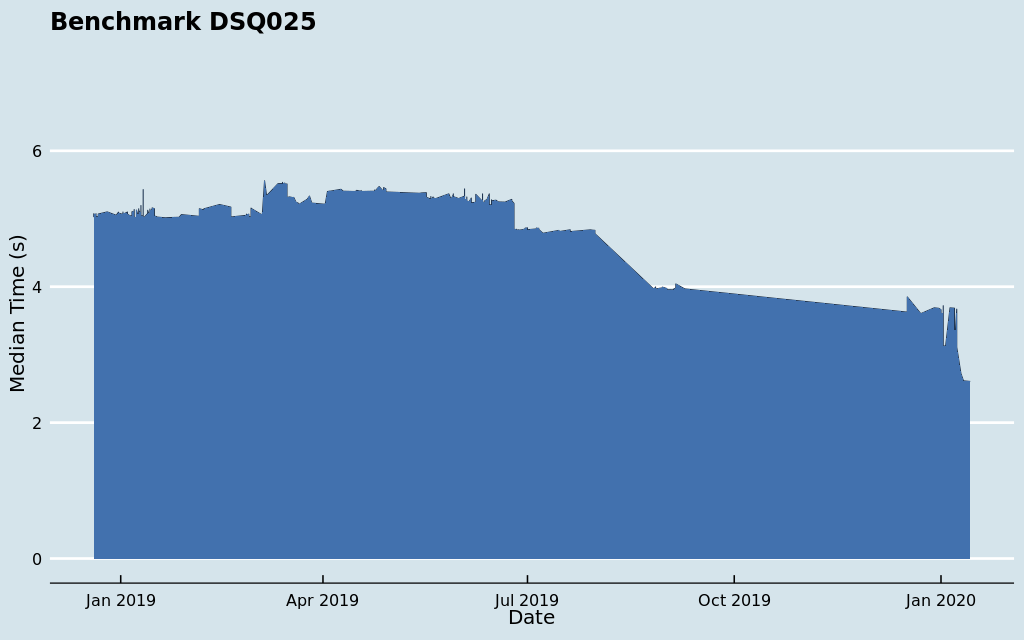 Benchmark DSQ025
Median Time (s)
6
4
2
0
Jan 2019
Apr 2019
Jul 2019
Oct 2019
Jan 2020
Date